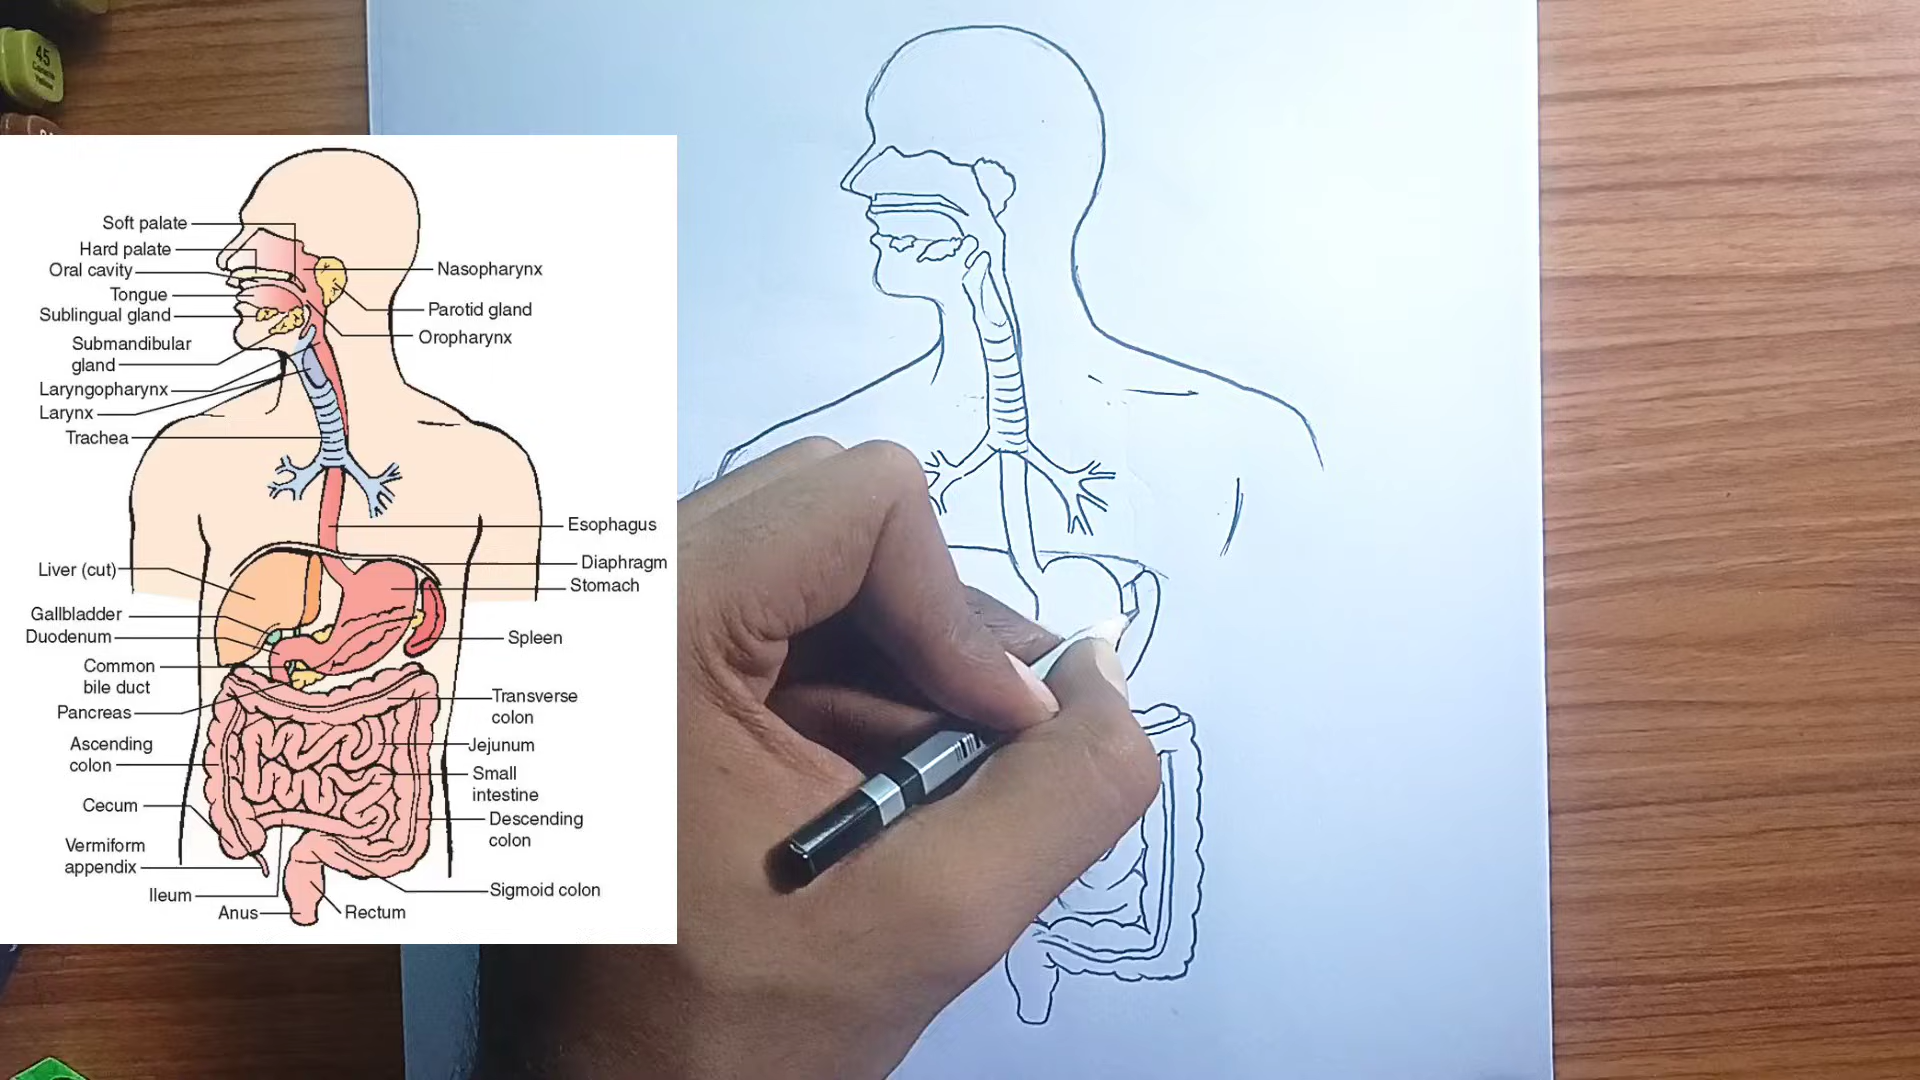 45
Soft palate
Hard palate
Oral cavity
Tongue
Sublingual gland
Submandibular
gland
Laryngopharynx
Larynx
Trachea
Liver (cut)
Gallbladder
Duodenum
Common
bile duct
Pancreas
Ascending
colon
Cecum
Vermiform
appendix
Ileum
Anus
Nasopharynx
Parotid gland
Oropharynx
Esophagus
Diaphragm
Stomach
Spleen
Transverse
colon
Jejunum
Small
intestine
Descending
colon
Sigmoid colon
Rectum